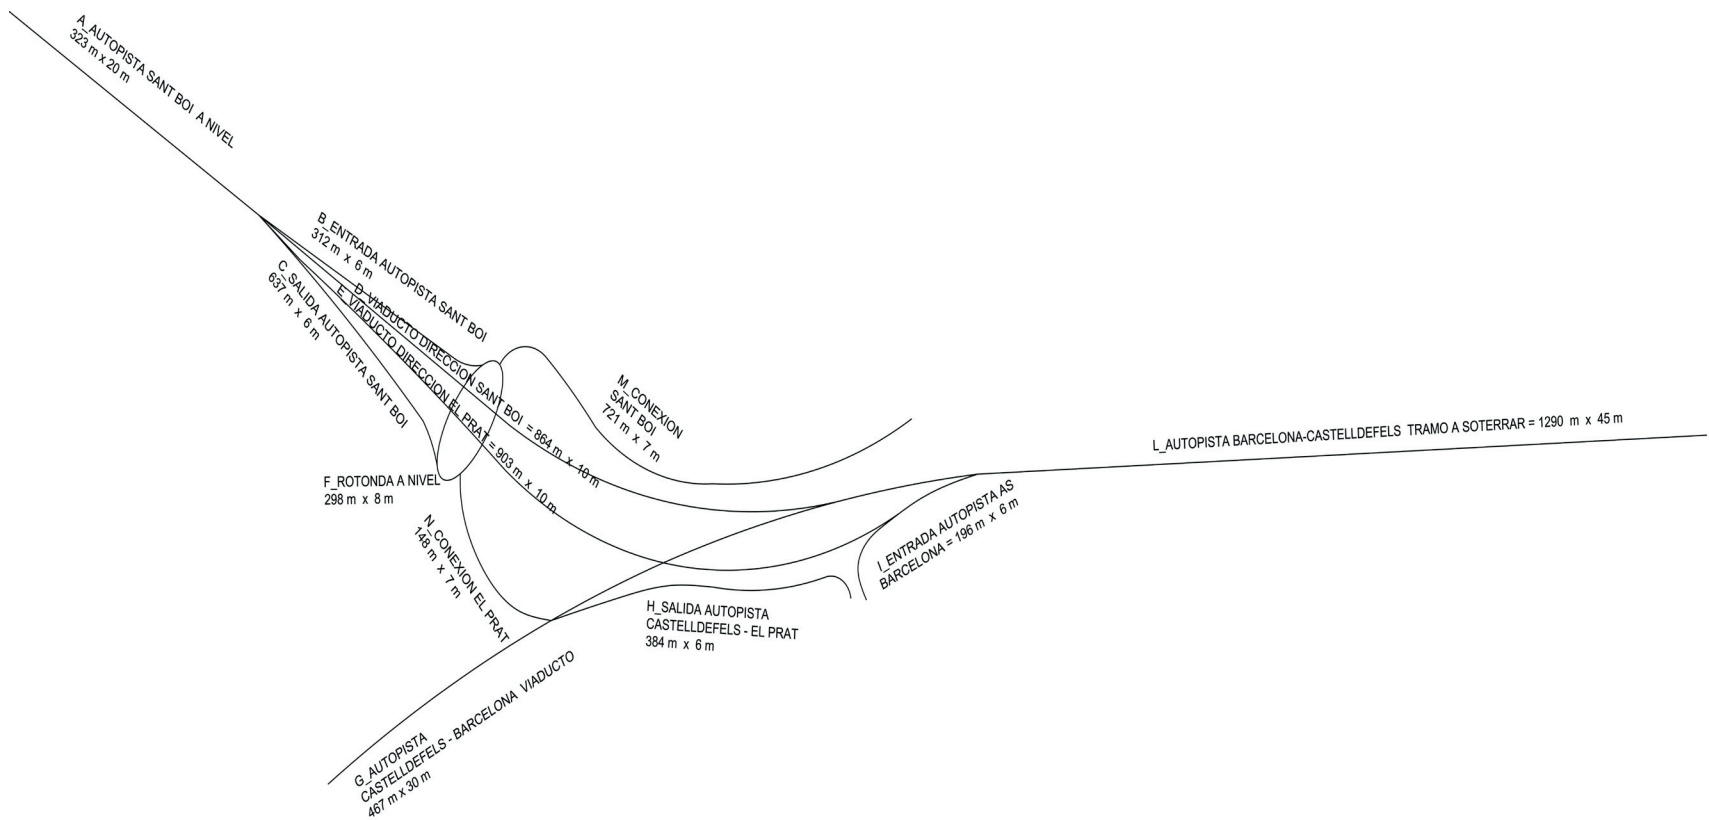 A_AUTOPISTA SANT BOI A NIVEL
323 m x 20 m
B_ENTRADA AUTOPISTA SANT BOI
312 m x 6 m
C_SALIDA AUTOPISTA SANT BOI
637 m x 6 m
D_VIADUCTO DIRECCION SANT BOI = 864 m x 10 m
E_VIADUCTO DIRECCION EL PRAT = 903 m x 10 m
M_CONEXION
SANT BOI
721 m x 7 m
L_AUTOPISTA BARCELONA-CASTELLDEFELS TRAMO A SOTERRAR = 1290 m x 45 m
F_ROTONDA A NIVEL
298 m x 8 m
N_CONEXION EL PRAT
148 m x 7 m
I_ENTRADA AUTOPISTA AS
BARCELONA = 196 m x 6 m
H_SALIDA AUTOPISTA
CASTELLDEFELS - EL PRAT
384 m x 6 m
G_AUTOPISTA
CASTELLDEFELS - BARCELONA VIADUCTO
467 m x 30 m